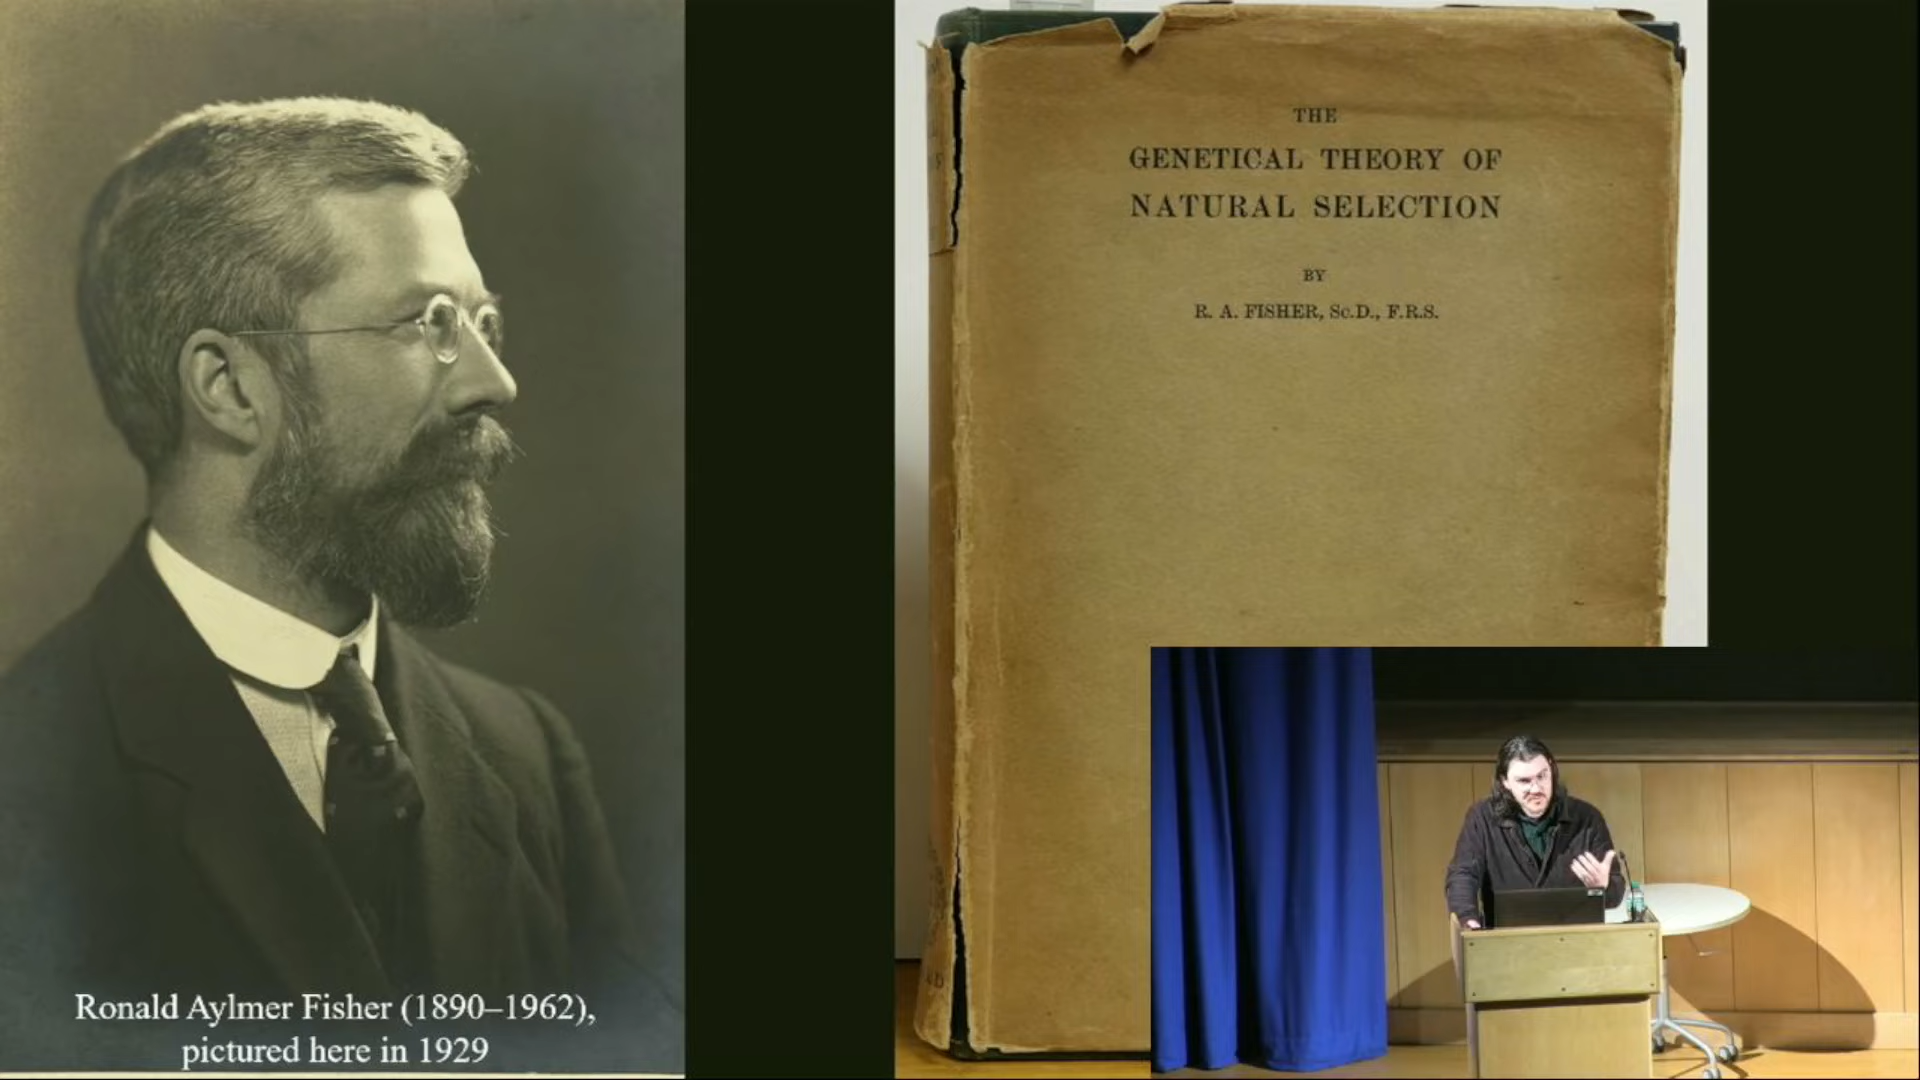 Ronald Aylmer Fisher (1890–1962),
pictured here in 1929
THE
GENETICAL THEORY OF
NATURAL SELECTION
BY
R. A. FISHER, Sc.D., F.R.S.